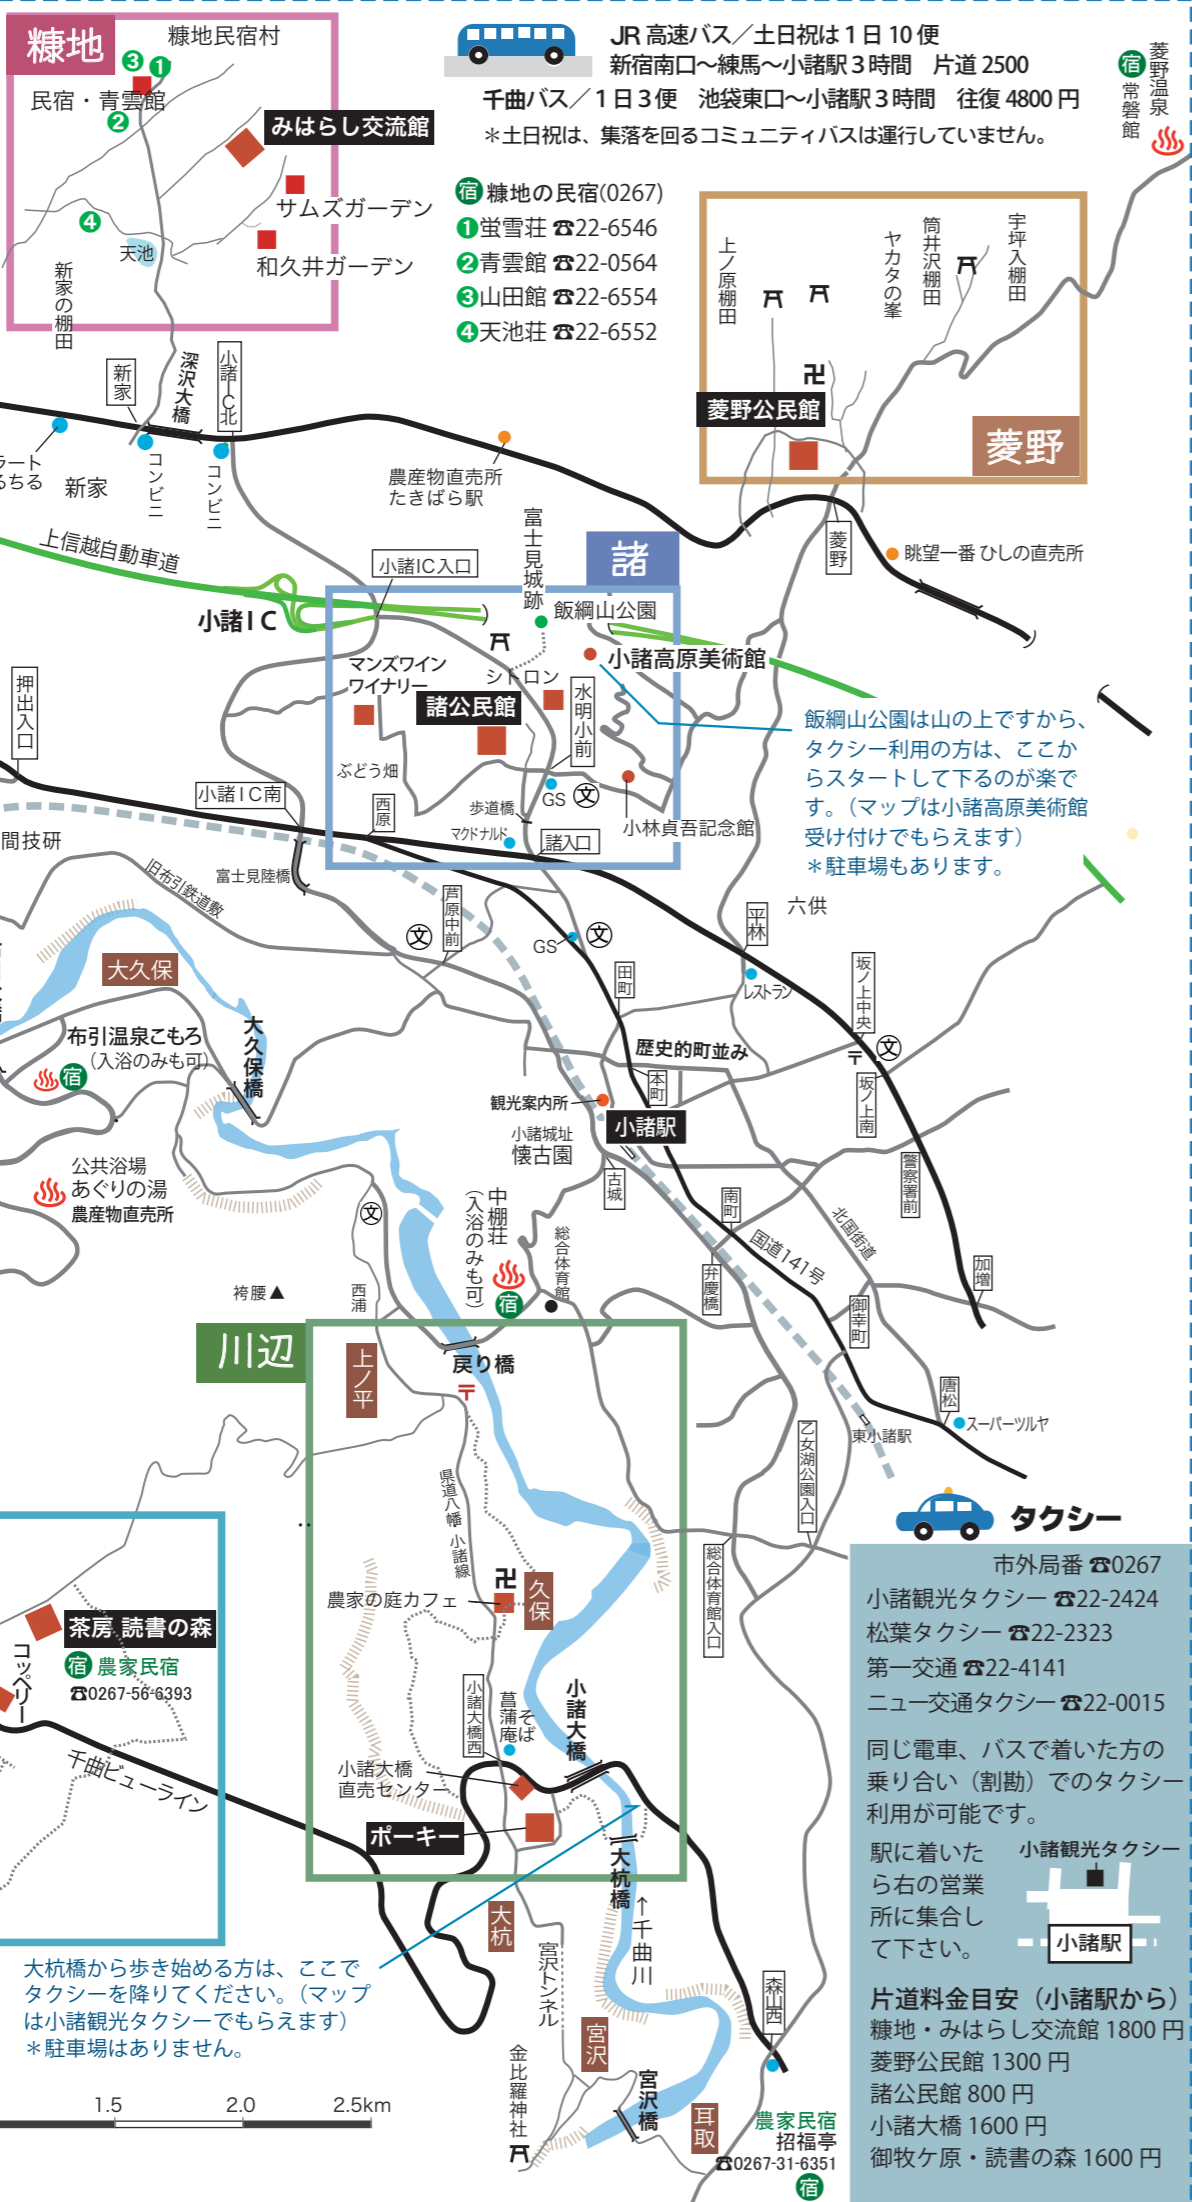 糠地
糠地民宿村
❸
❶
民宿・青雲館
❷
みはらし交流館
サムズガーデン
❹
天池
和久井ガーデン
新家の棚田
JR 高速バス／土日祝は 1 日 10 便
新宿南口～練馬～小諸駅 3 時間　片道 2500
千曲バス／ 1 日 3 便　池袋東口～小諸駅 3 時間　往復 4800 円
＊土日祝は、集落を回るコミュニティバスは運行していません。
宿 糠地の民宿(0267)
❶蛍雪荘 ☎22-6546
❷青雲館 ☎22-0564
❸山田館 ☎22-6554
❹天池荘 ☎22-6552
菱野温泉
宿 常磐館
上ノ原棚田
ヤカタの峯
筒井沢棚田
宇坪入棚田
卍
菱野公民館
菱野
新家
深沢大橋
小諸IC北
コンビニ
コンビニ
新家
ラート
るちる
農産物直売所
たきばら駅
上信越自動車道
小諸IC入口
小諸 I C
富士見城跡
諸
飯綱山公園
菱野
眺望一番 ひしの直売所
小諸高原美術館
マンズワイン
ワイナリー
シトロン
諸公民館
水明小前
ぶどう畑
GS
文
小林貞吾記念館
西原
歩道橋
マクドナルド
諸入口
押出入口
小諸 I C南
間技研
富士見陸橋
旧布引鉄道敷
飯綱山公園は山の上ですから、
タクシー利用の方は、ここか
らスタートして下るのが楽で
す。（マップは小諸高原美術館
受け付けでもらえます）
＊駐車場もあります。
芦原中前
文
GS
文
平林
六供
レストラン
田町
坂ノ上中央
〒
文
坂ノ上南
歴史的町並み
本町
大久保
布引温泉こもろ
（入浴のみも可）
宿
大久保橋
観光案内所
小諸駅
小諸城址
懐古園
古城
警察署前
公共浴場
あぐりの湯
農産物直売所
文
中棚荘
（入浴のみも可）
宿
総合体育館
南町
国道141号
北国街道
弁慶橋
加増
御幸町
唐松
スーパーツルヤ
東小諸駅
袴腰▲
西浦
川辺
上ノ平
戻り橋
〒
県道八幡・小諸線
乙女湖公園入口
総合体育館入口
卍
農家の庭カフェ
久保
茶房 読書の森
宿 農家民宿
☎0267-56-6393
コッペリー
千曲ビューライン
小諸大橋西
そば
菖蒲庵
小諸大橋
小諸大橋
直売センター
ポーキー
大杭橋
大杭
↑千曲川
宮沢トンネル
宮沢
金比羅神社
宮沢橋
耳取
森山西
農家民宿
招福亭
☎0267-31-6351
宿
大杭橋から歩き始める方は、ここで
タクシーを降りてください。（マップ
は小諸観光タクシーでもらえます）
＊駐車場はありません。
1.5
2.0
2.5km
タクシー
市外局番 ☎0267
小諸観光タクシー ☎22-2424
松葉タクシー ☎22-2323
第一交通 ☎22-4141
ニュー交通タクシー ☎22-0015
同じ電車、バスで着いた方の
乗り合い（割勘）でのタクシー
利用が可能です。
駅に着いた
ら右の営業
所に集合し
て下さい。
小諸観光タクシー
小諸駅
片道料金目安（小諸駅から）
糠地・みはらし交流館 1800 円
菱野公民館 1300 円
諸公民館 800 円
小諸大橋 1600 円
御牧ケ原・読書の森 1600 円